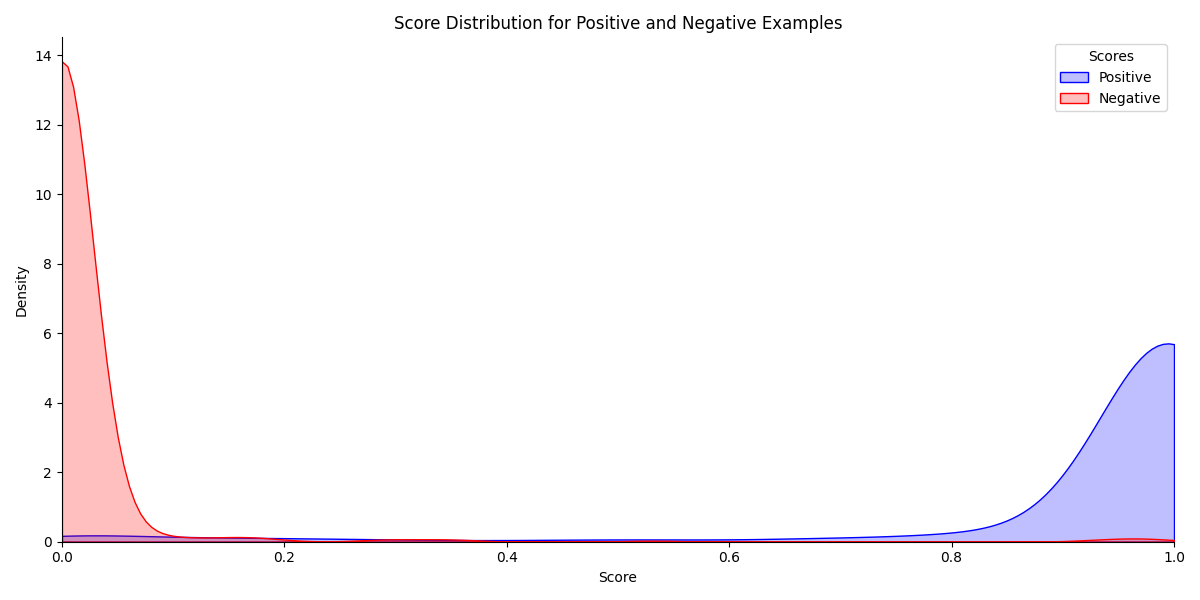 Score Distribution for Positive and Negative Examples
Scores
Positive
Negative
14
12
10
8
6
4
2
0
Density
0.0 0.2 0.4 0.6 0.8 1.0
Score